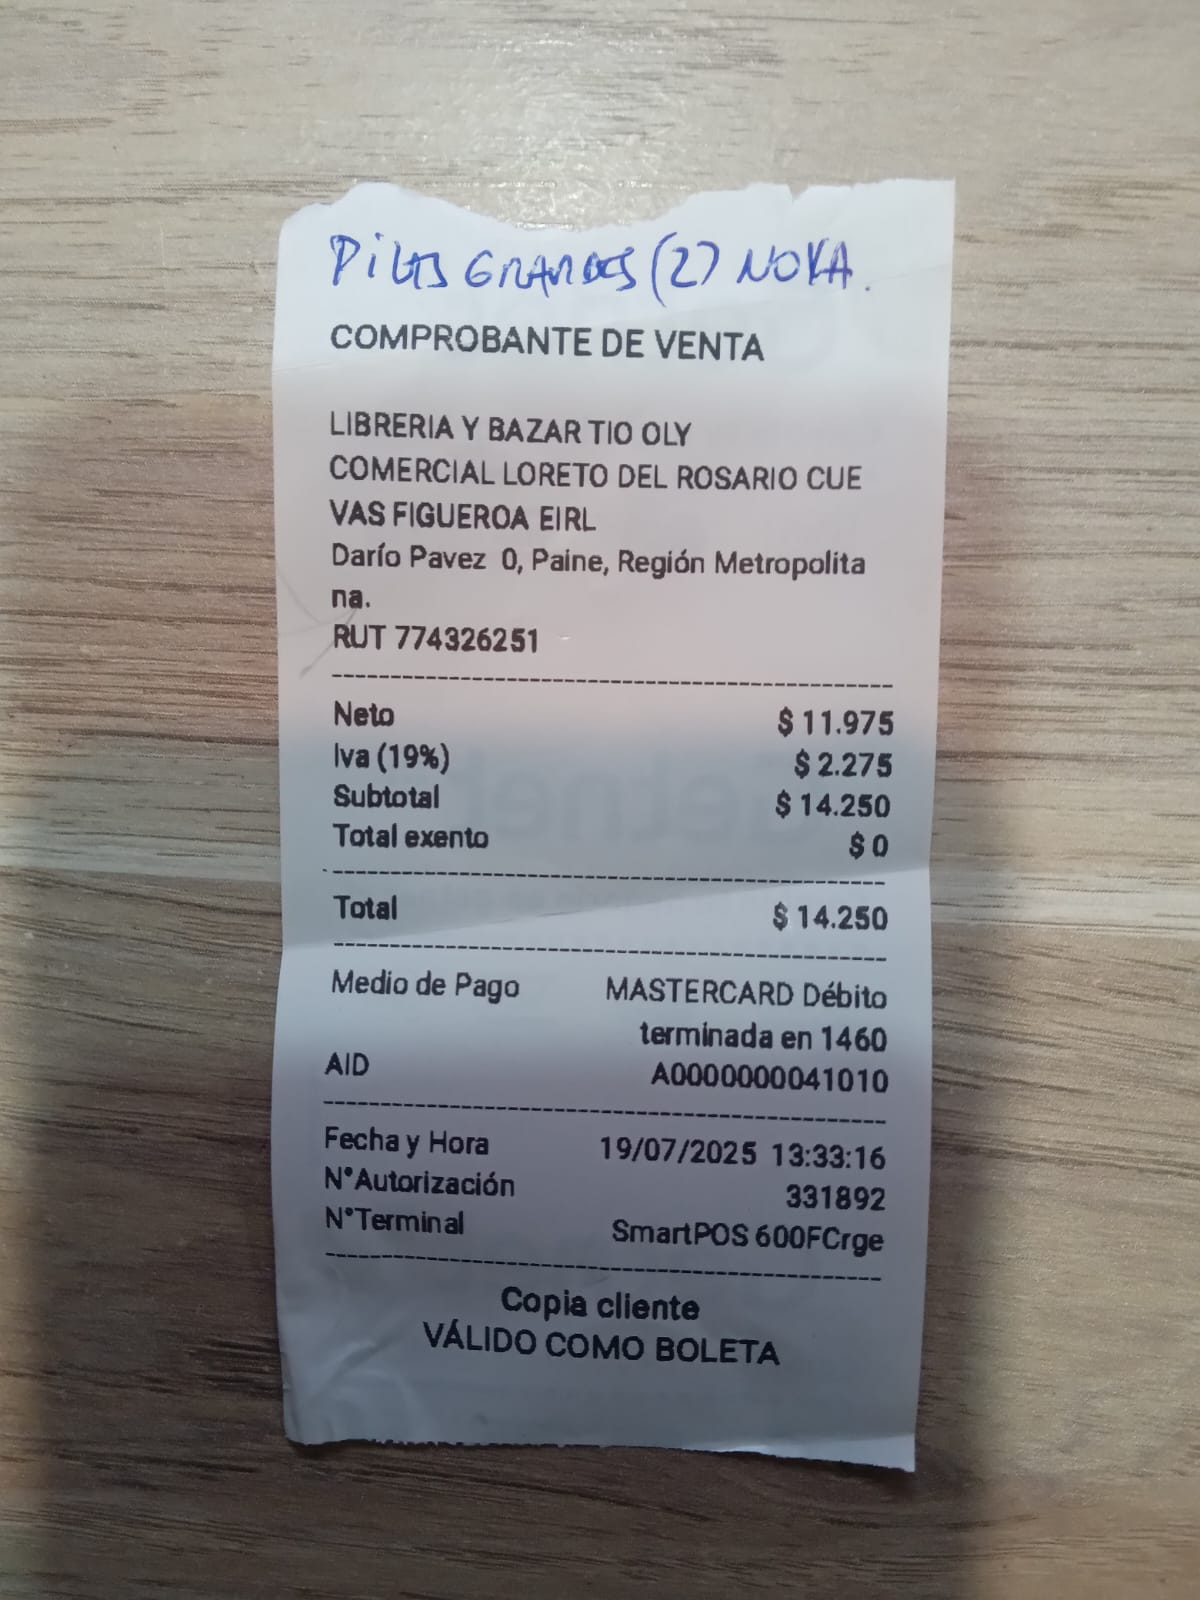 PILAS GRANDES (2) NOVA.
COMPROBANTE DE VENTA
LIBRERIA Y BAZAR TIO OLY
COMERCIAL LORETO DEL ROSARIO CUE
VAS FIGUEROA EIRL
Darío Pavez 0, Paine, Región Metropolita
na.
RUT 774326251
Neto $ 11.975
Iva (19%) $ 2.275
Subtotal $ 14.250
Total exento $ 0
Total $ 14.250
Medio de Pago MASTERCARD Débito
terminada en 1460
AID A0000000041010
Fecha y Hora 19/07/2025 13:33:16
N°Autorización 331892
N°Terminal SmartPOS 600FCrge
Copia cliente
VÁLIDO COMO BOLETA